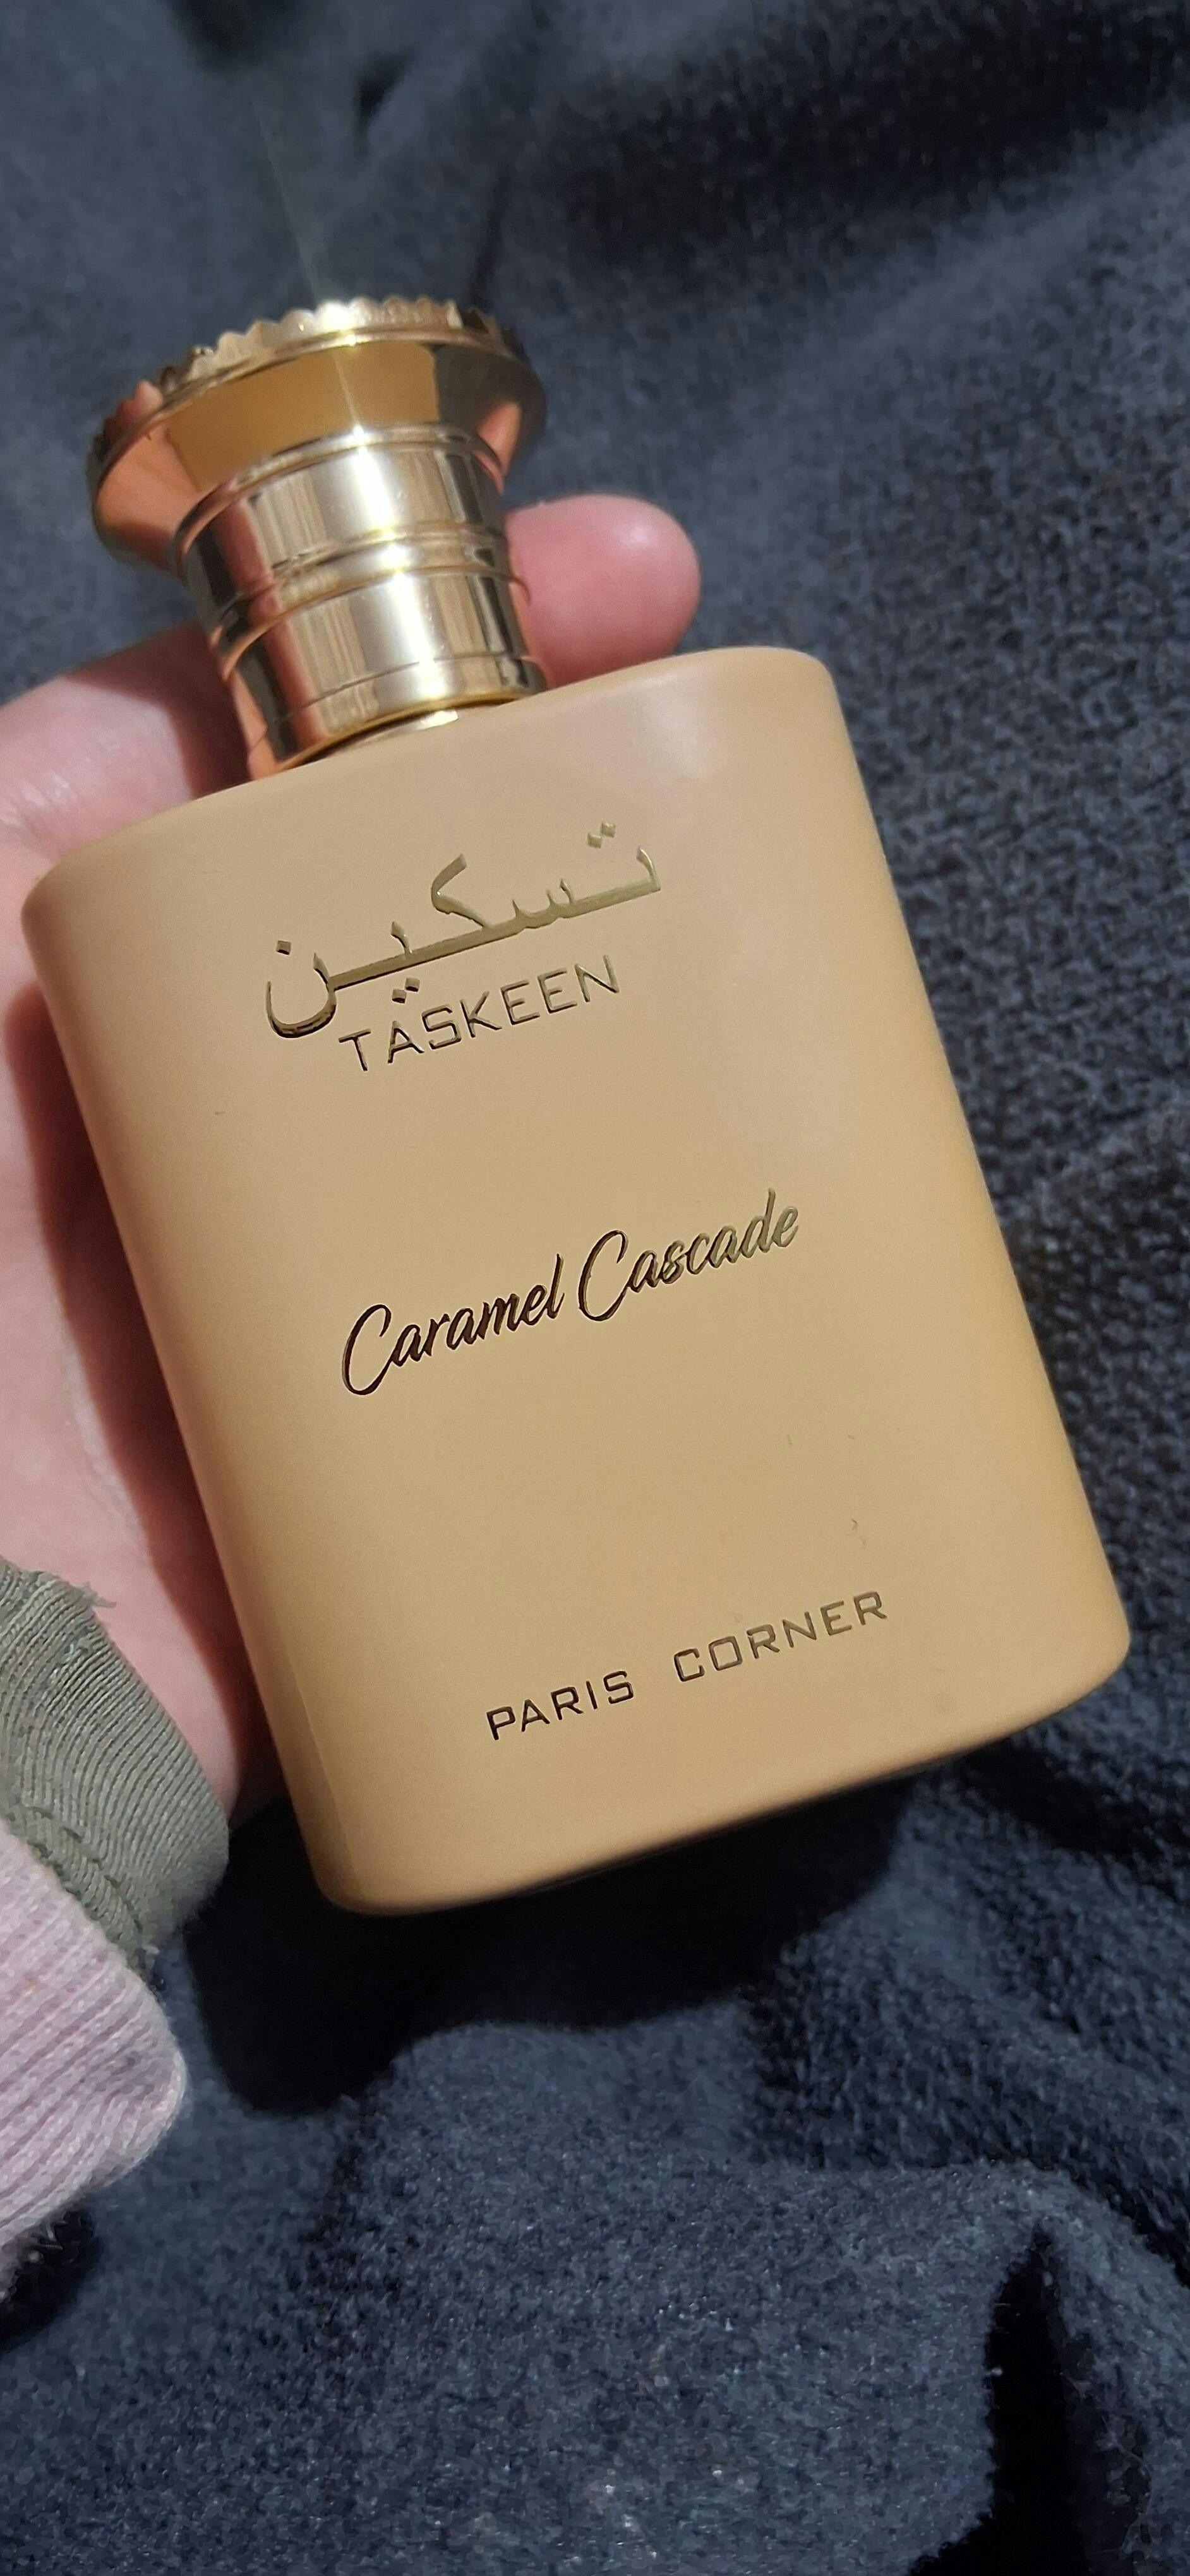 تسكين
TASKEEN
Caramel Cascade
PARIS CORNER